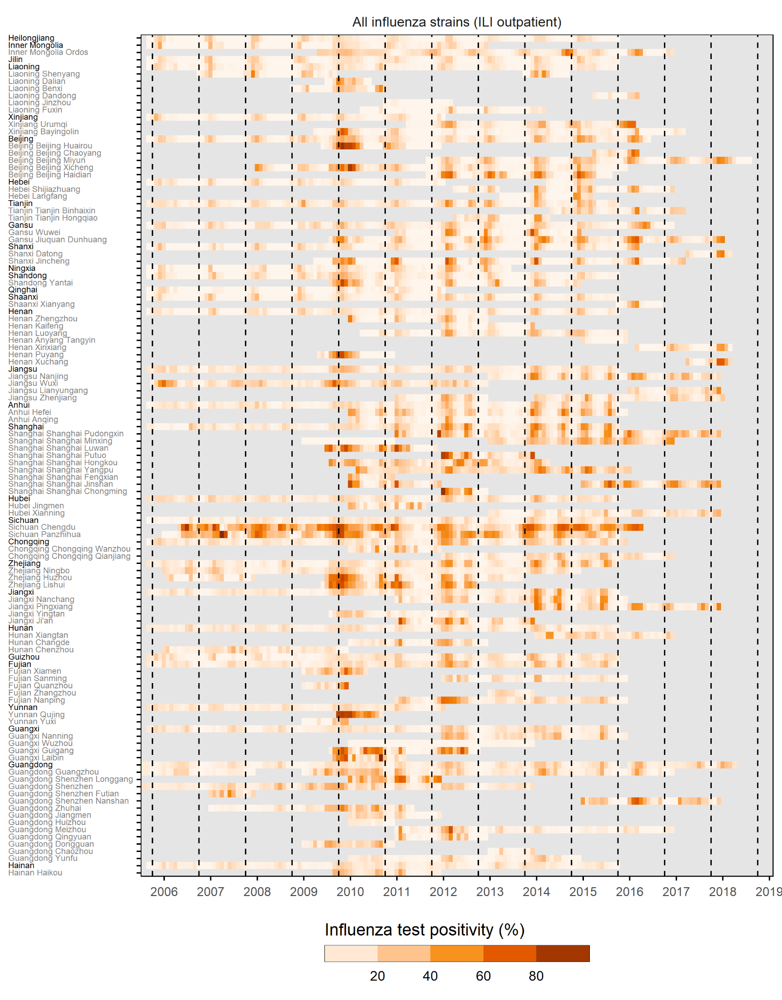 All influenza strains (ILI outpatient)
Heilongjiang
Inner Mongolia
Inner Mongolia Ordos
Jilin
Liaoning
Liaoning Shenyang
Liaoning Dalian
Liaoning Benxi
Liaoning Dandong
Liaoning Jinzhou
Liaoning Fuxin
Xinjiang
Xinjiang Urumqi
Xinjiang Bayingolin
Beijing
Beijing Beijing Huairou
Beijing Beijing Chaoyang
Beijing Beijing Miyun
Beijing Beijing Xicheng
Beijing Beijing Haidian
Hebei
Hebei Shijiazhuang
Hebei Langfang
Tianjin
Tianjin Tianjin Binhaixin
Tianjin Tianjin Hongqiao
Gansu
Gansu Wuwei
Gansu Jiuquan Dunhuang
Shanxi
Shanxi Datong
Shanxi Jincheng
Ningxia
Shandong
Shandong Yantai
Qinghai
Shaanxi
Shaanxi Xianyang
Henan
Henan Zhengzhou
Henan Kaifeng
Henan Luoyang
Henan Anyang Tangyin
Henan Xinxiang
Henan Puyang
Henan Xuchang
Jiangsu
Jiangsu Nanjing
Jiangsu Wuxi
Jiangsu Lianyungang
Jiangsu Zhenjiang
Anhui
Anhui Hefei
Anhui Anqing
Shanghai
Shanghai Shanghai Pudongxin
Shanghai Shanghai Minxing
Shanghai Shanghai Luwan
Shanghai Shanghai Putuo
Shanghai Shanghai Hongkou
Shanghai Shanghai Yangpu
Shanghai Shanghai Fengxian
Shanghai Shanghai Jinshan
Shanghai Shanghai Chongming
Hubei
Hubei Jingmen
Hubei Xianning
Sichuan
Sichuan Chengdu
Sichuan Panzhihua
Chongqing
Chongqing Chongqing Wanzhou
Chongqing Chongqing Qianjiang
Zhejiang
Zhejiang Ningbo
Zhejiang Huzhou
Zhejiang Lishui
Jiangxi
Jiangxi Nanchang
Jiangxi Pingxiang
Jiangxi Yingtan
Jiangxi Ji'an
Hunan
Hunan Xiangtan
Hunan Changde
Hunan Chenzhou
Guizhou
Fujian
Fujian Xiamen
Fujian Sanming
Fujian Quanzhou
Fujian Zhangzhou
Fujian Nanping
Yunnan
Yunnan Qujing
Yunnan Yuxi
Guangxi
Guangxi Nanning
Guangxi Wuzhou
Guangxi Guigang
Guangxi Laibin
Guangdong
Guangdong Guangzhou
Guangdong Shenzhen Longgang
Guangdong Shenzhen
Guangdong Shenzhen Futian
Guangdong Shenzhen Nanshan
Guangdong Zhuhai
Guangdong Jiangmen
Guangdong Huizhou
Guangdong Meizhou
Guangdong Qingyuan
Guangdong Dongguan
Guangdong Chaozhou
Guangdong Yunfu
Hainan
Hainan Haikou
2006 2007 2008 2009 2010 2011 2012 2013 2014 2015 2016 2017 2018 2019
Influenza test positivity (%)
20 40 60 80